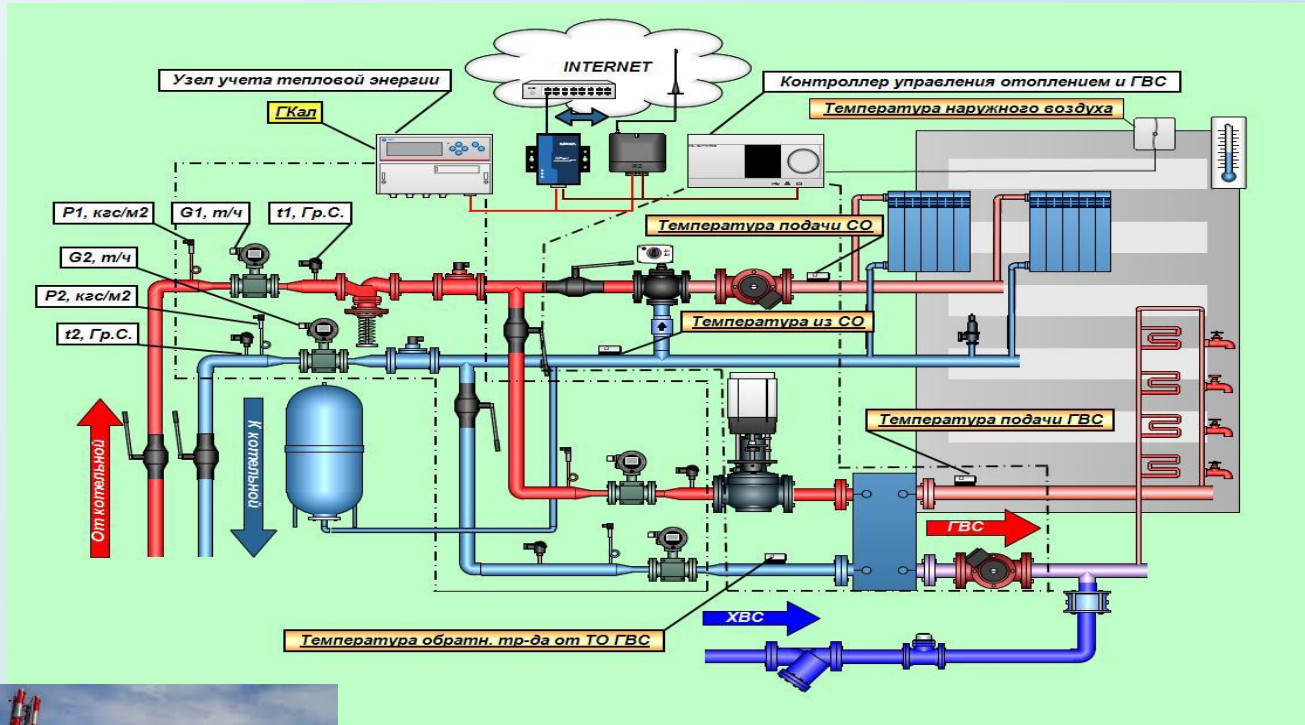 INTERNET
Узел учета тепловой энергии
Контроллер управления отоплением и ГВС
ГКал
Температура наружного воздуха
P1, кгс/м2
G1, т/ч
t1, Гр.С.
Температура подачи СО
G2, т/ч
P2, кгс/м2
Температура из СО
t2, Гр.С.
Температура подачи ГВС
От котельной
К котельной
ГВС
ХВС
Температура обратн. тр-да от ТО ГВС